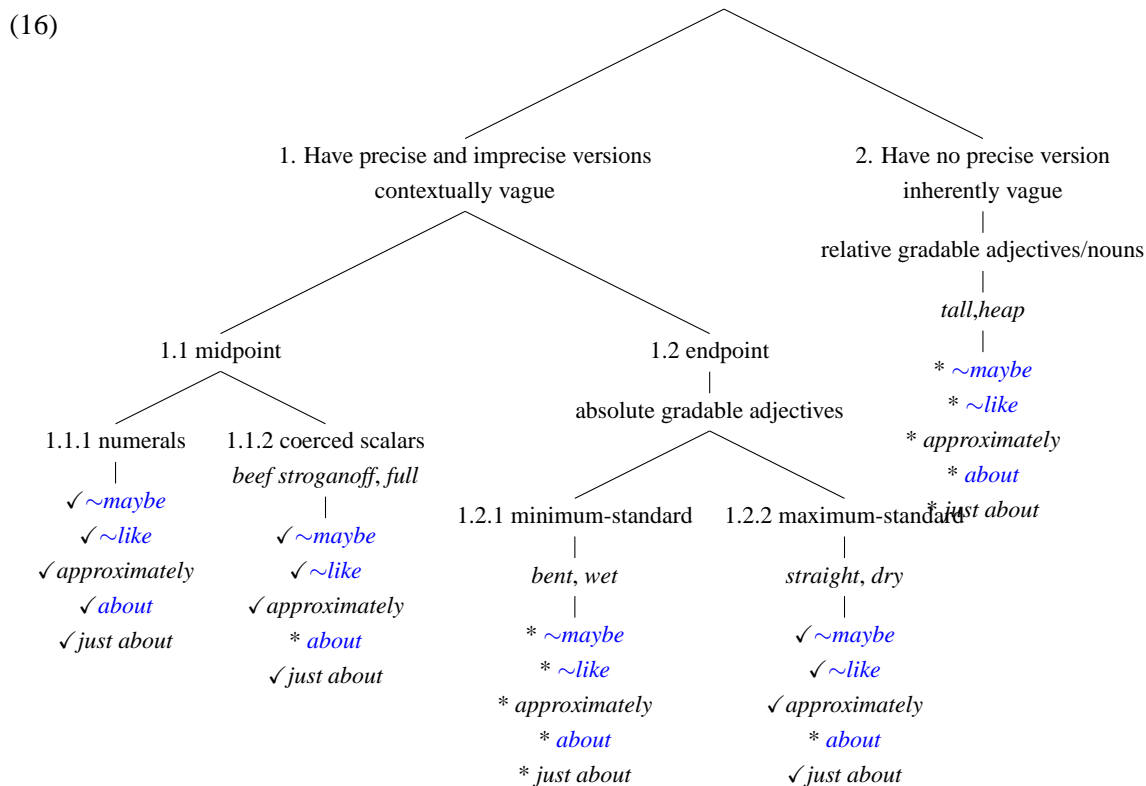 (16)
1. Have precise and imprecise versions
contextually vague
1.1 midpoint
1.1.1 numerals
✓∼maybe
✓∼like
✓approximately
✓about
✓just about
1.1.2 coerced scalars
beef stroganoff, full
✓∼maybe
✓∼like
✓approximately
* about
✓just about
1.2 endpoint
absolute gradable adjectives
1.2.1 minimum-standard
bent, wet
* ∼maybe
* ∼like
* approximately
* about
* just about
1.2.2 maximum-standard
straight, dry
✓∼maybe
✓∼like
✓approximately
* about
✓just about
2. Have no precise version
inherently vague
relative gradable adjectives/nouns
tall,heap
* ∼maybe
* ∼like
* approximately
* about
* just about